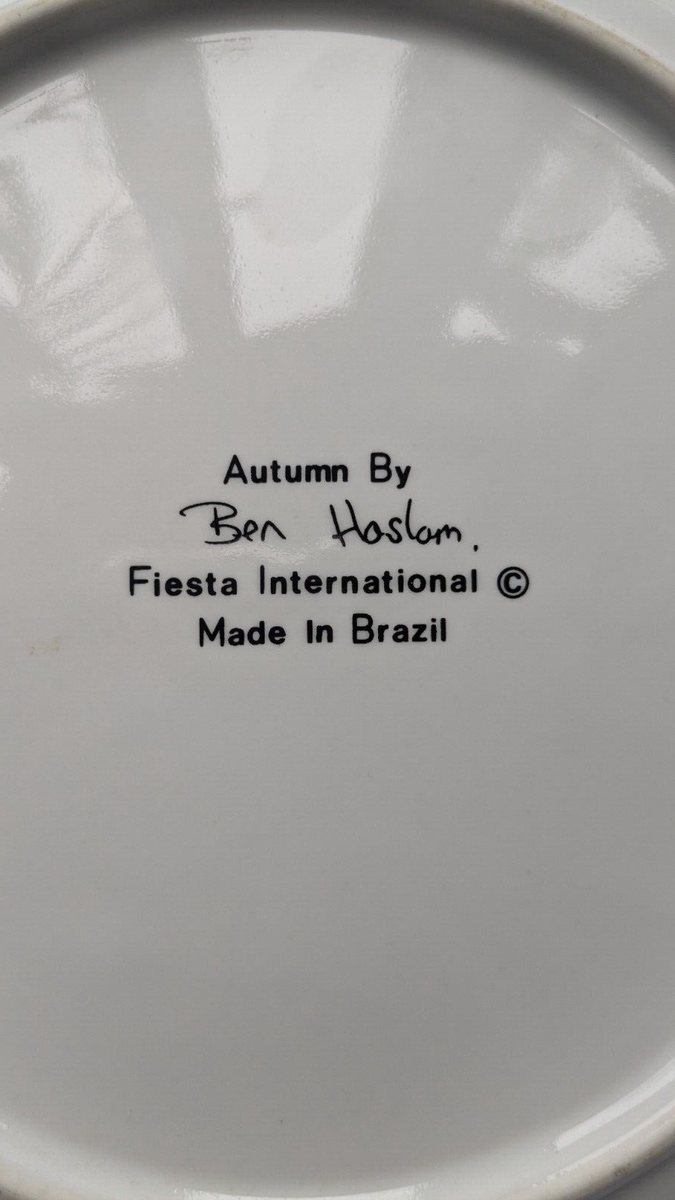 Autumn By
Ben Haslam.
Fiesta International ©
Made In Brazil